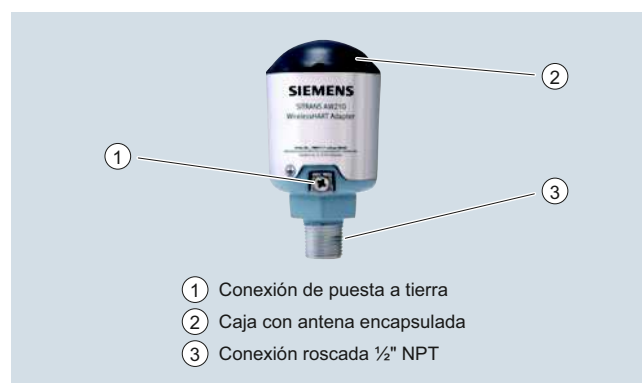 SIEMENS
SITRANS AW210
WirelessHART Adapter
1
2
3
1 Conexión de puesta a tierra
2 Caja con antena encapsulada
3 Conexión roscada ½" NPT